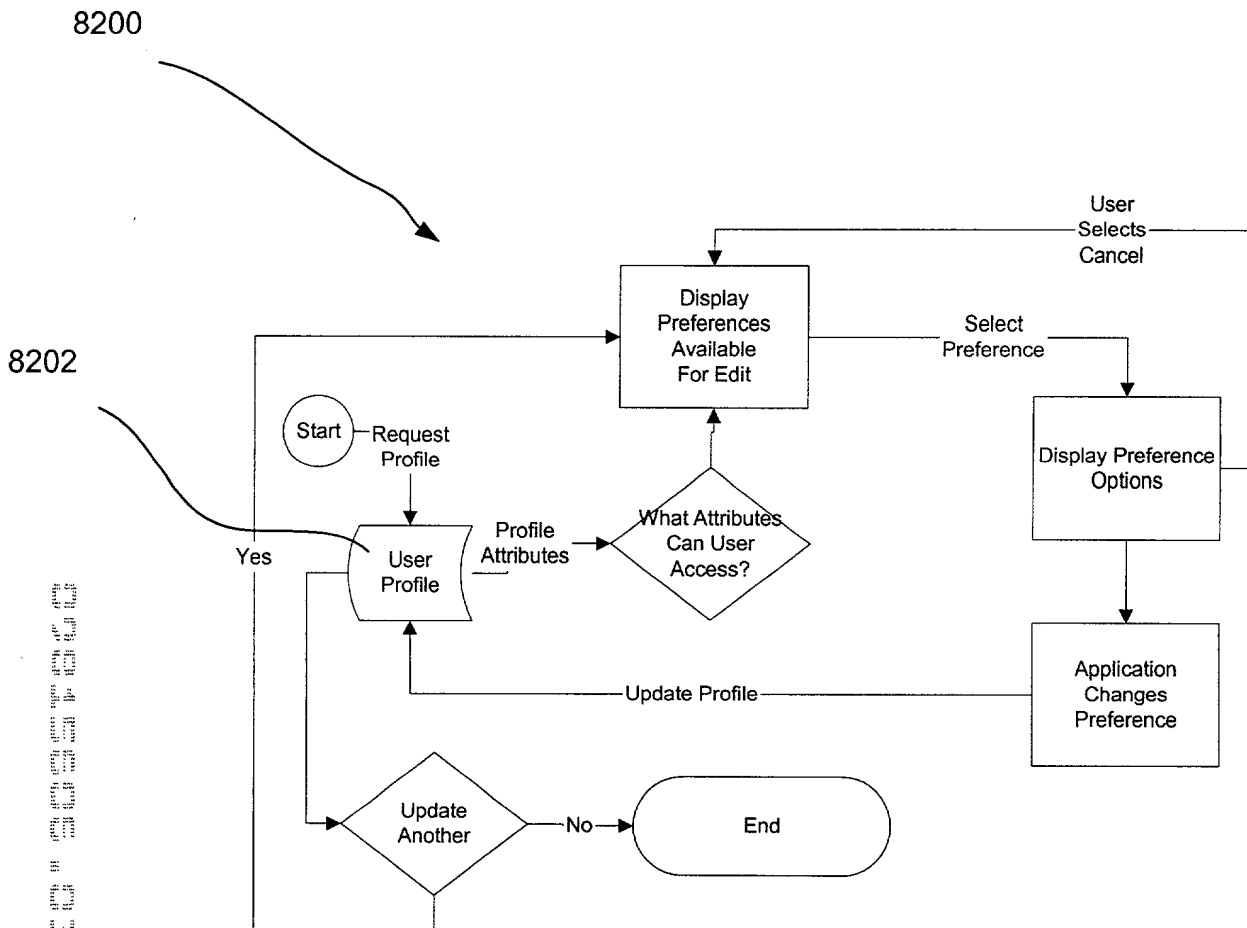 8200
User
Selects
Cancel
Display
Preferences
Available
For Edit
Select
Preference
8202
Start
Request
Profile
Display Preference
Options
What Attributes
Can User
Access?
Profile
Attributes
User
Profile
Yes
Application
Changes
Preference
Update Profile
Update
Another
No
End